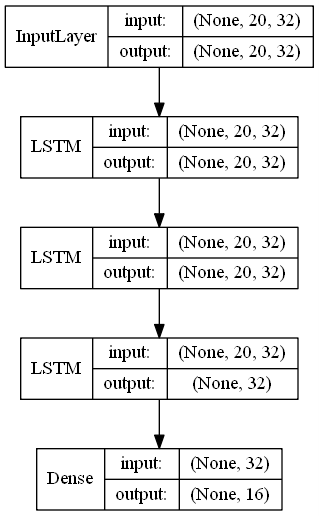 InputLayer
input: (None, 20, 32)
output: (None, 20, 32)
LSTM
input: (None, 20, 32)
output: (None, 20, 32)
LSTM
input: (None, 20, 32)
output: (None, 20, 32)
LSTM
input: (None, 20, 32)
output: (None, 32)
Dense
input: (None, 32)
output: (None, 16)